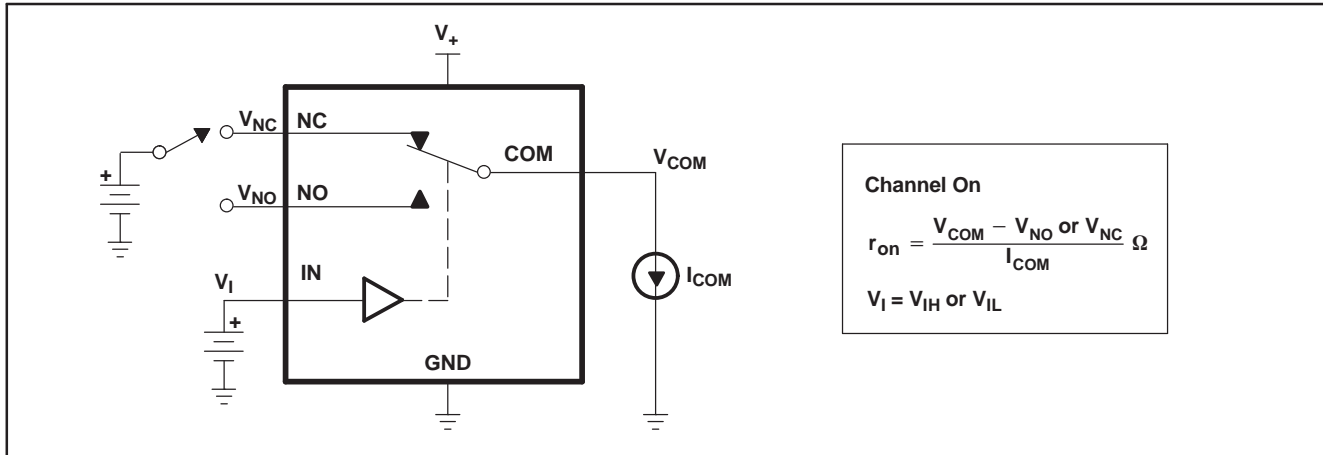 V+
VNC NC
COM VCOM
VNO NO
Channel On
ron = VCOM − VNO or VNC / ICOM Ω
VI = VIH or VIL
+
VI IN
+
ICOM
GND